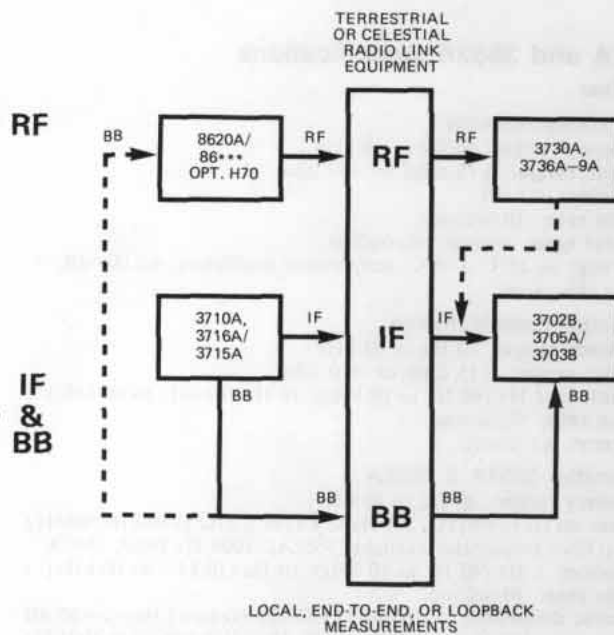 TERRESTRIAL
OR CELESTIAL
RADIO LINK
EQUIPMENT
RF
BB
8620A/
86***
OPT. H70
RF
RF
RF
3730A,
3736A–9A
3710A,
3716A/
3715A
IF
IF
IF
3702B,
3705A/
3703B
IF
&
BB
BB
BB
BB
BB
BB
LOCAL, END-TO-END, OR LOOPBACK
MEASUREMENTS